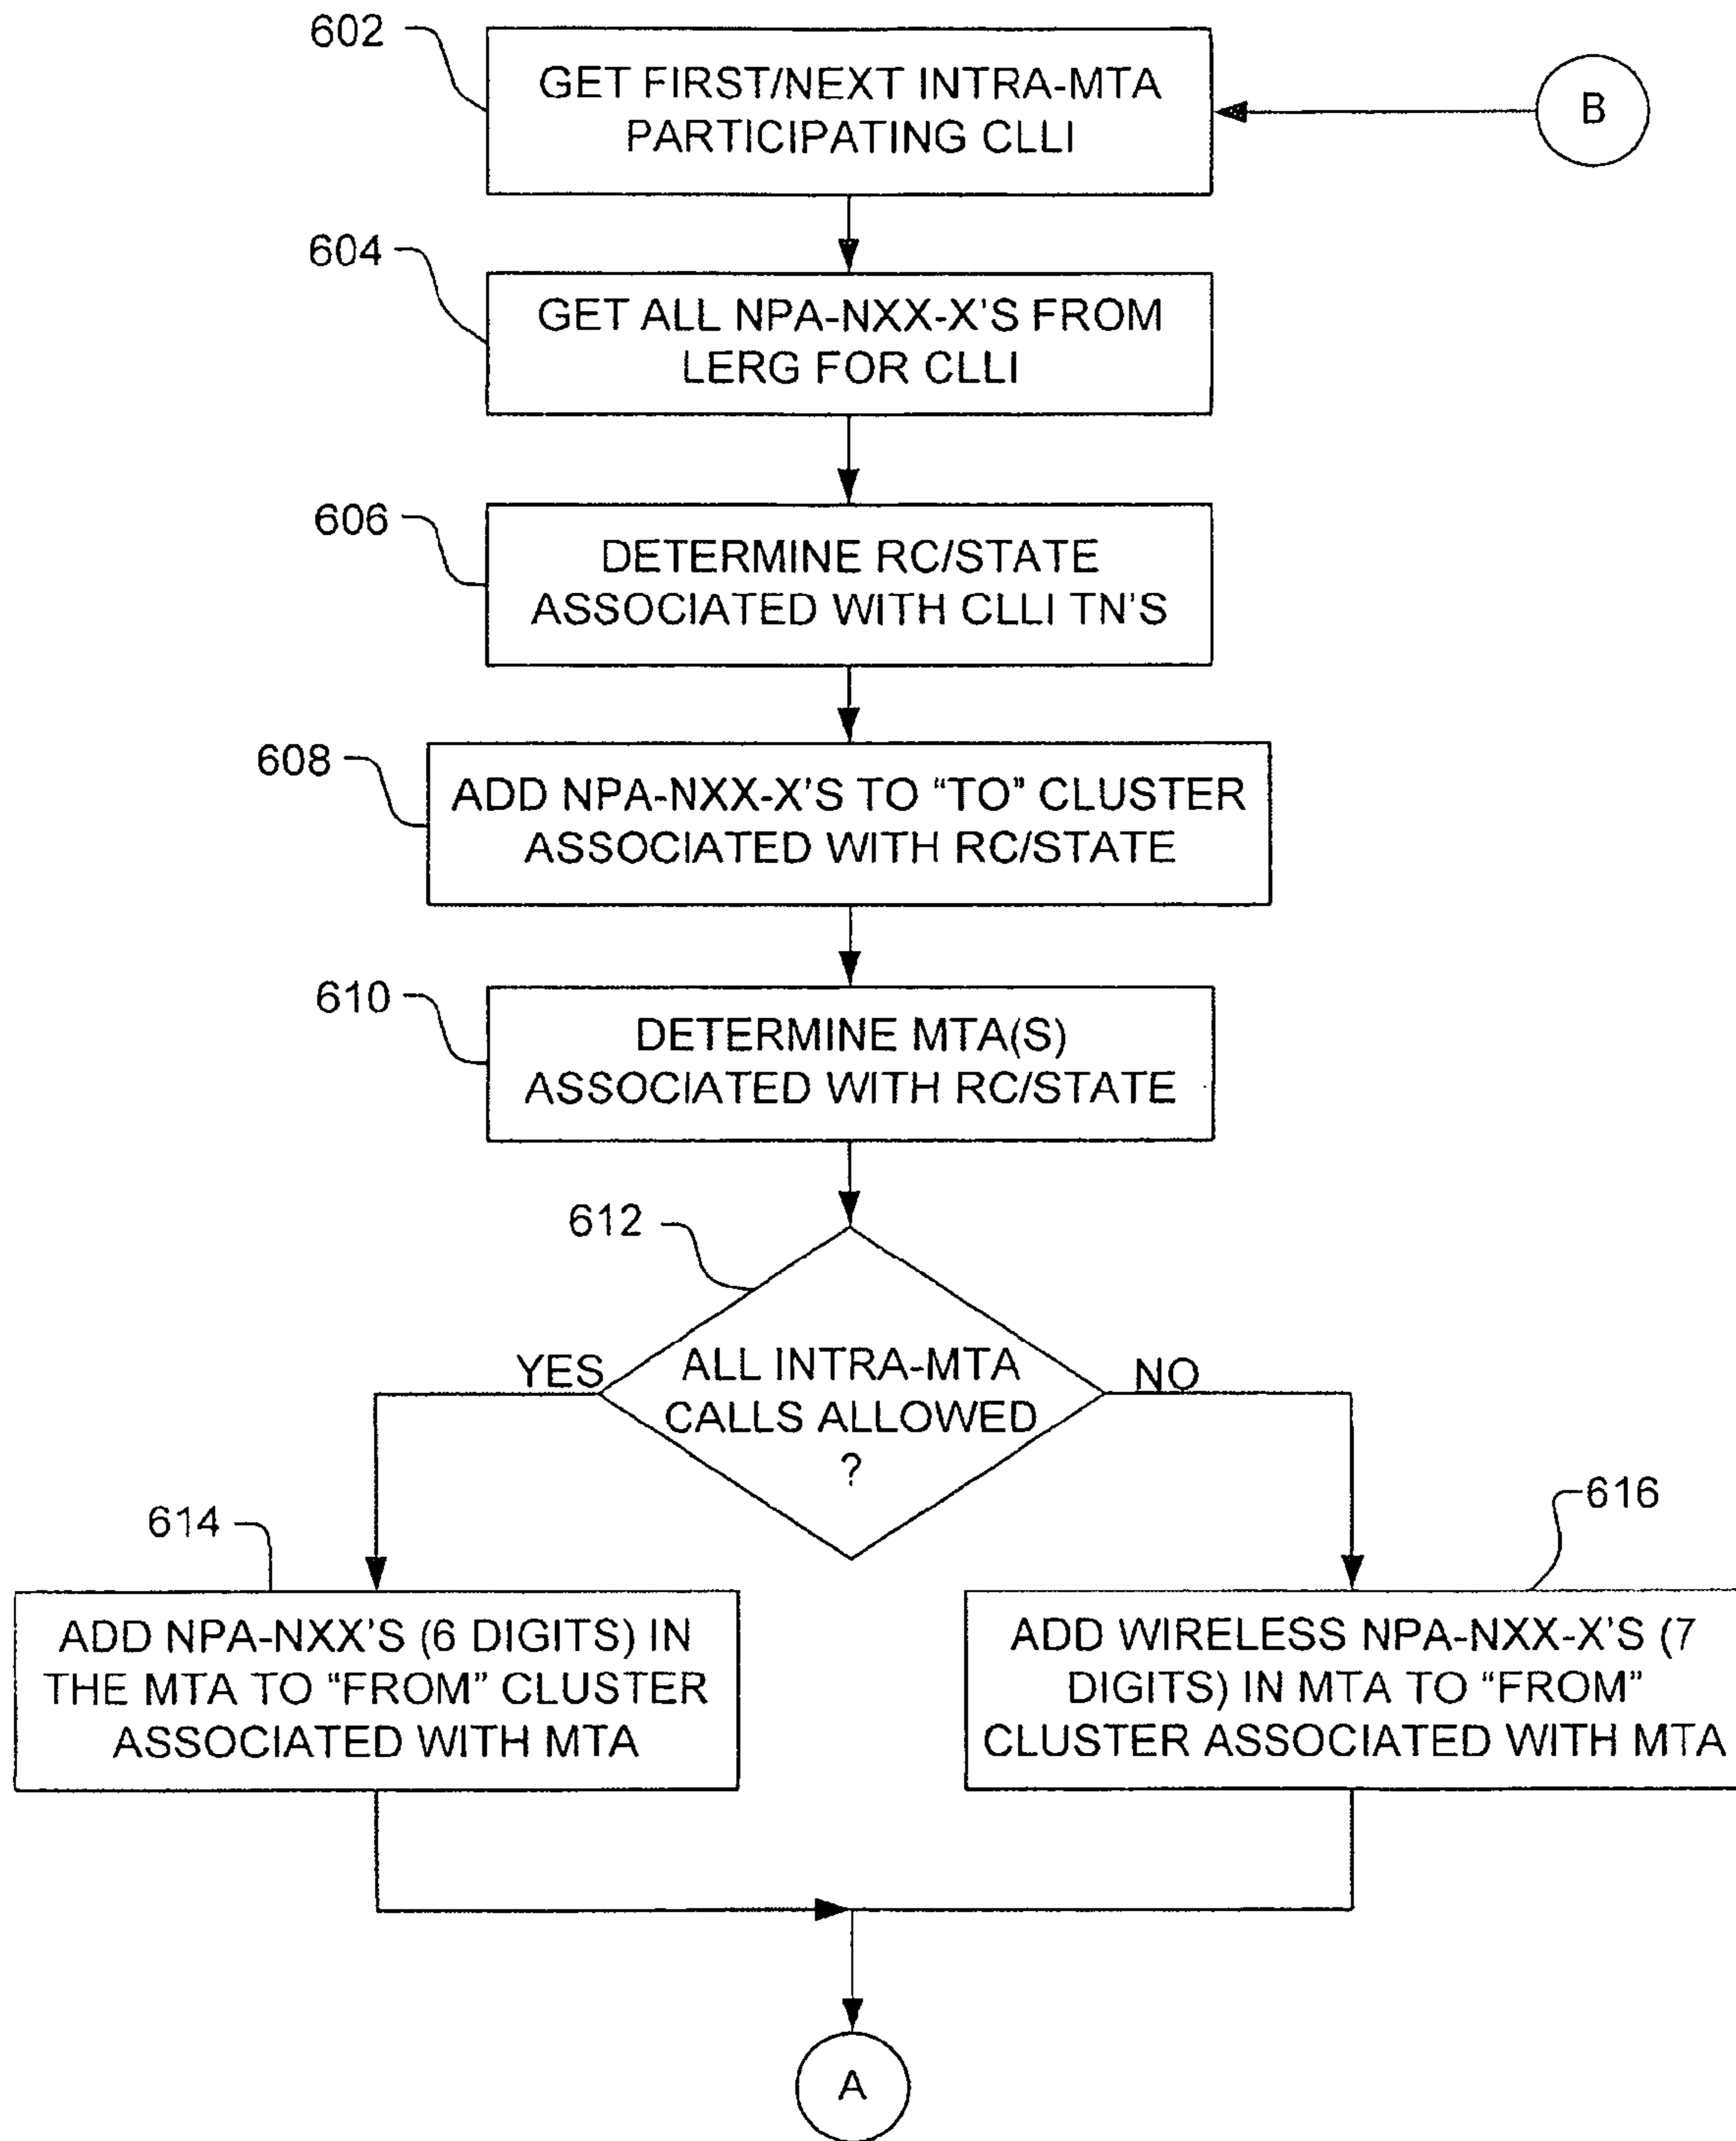 602
GET FIRST/NEXT INTRA-MTA
PARTICIPATING CLLI
B
604
GET ALL NPA-NXX-X'S FROM
LERG FOR CLLI
606
DETERMINE RC/STATE
ASSOCIATED WITH CLLI TN'S
608
ADD NPA-NXX-X'S TO “TO” CLUSTER
ASSOCIATED WITH RC/STATE
610
DETERMINE MTA(S)
ASSOCIATED WITH RC/STATE
612
ALL INTRA-MTA
CALLS ALLOWED
?
YES
NO
614
ADD NPA-NXX'S (6 DIGITS) IN
THE MTA TO “FROM” CLUSTER
ASSOCIATED WITH MTA
616
ADD WIRELESS NPA-NXX-X'S (7
DIGITS) IN MTA TO “FROM”
CLUSTER ASSOCIATED WITH MTA
A